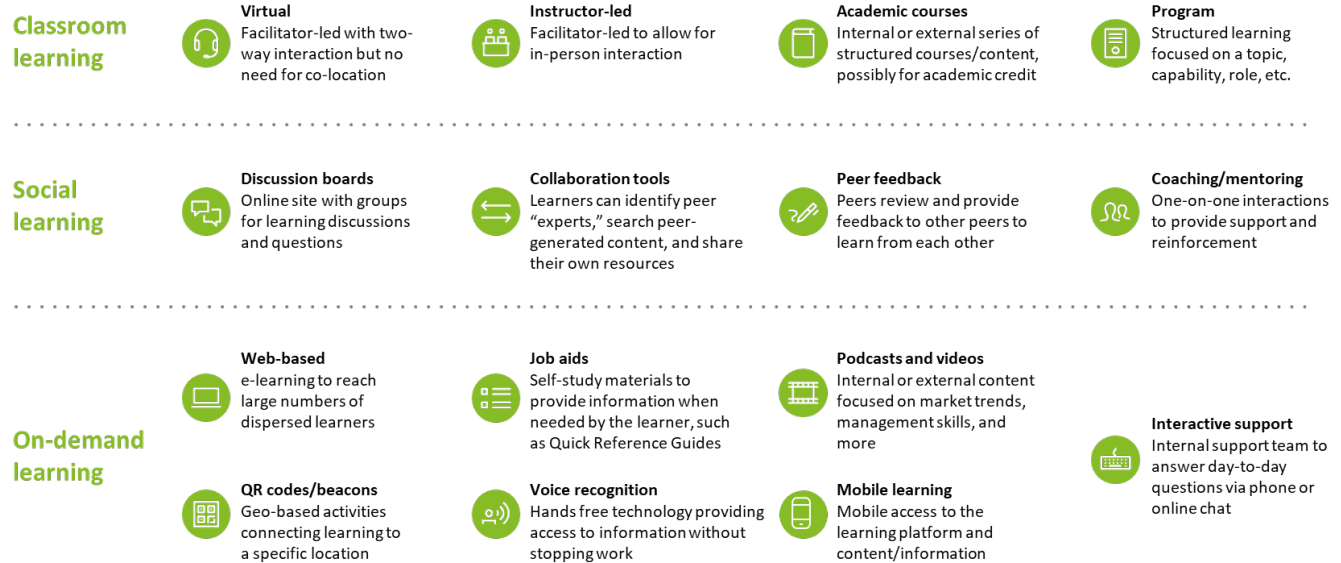 Classroom
learning
Virtual
Facilitator-led with two-
way interaction but no
need for co-location
Instructor-led
Facilitator-led to allow for
in-person interaction
Academic courses
Internal or external series of
structured courses/content,
possibly for academic credit
Program
Structured learning
focused on a topic,
capability, role, etc.
Social
learning
Discussion boards
Online site with groups
for learning discussions
and questions
Collaboration tools
Learners can identify peer
“experts,” search peer-
generated content, and share
their own resources
Peer feedback
Peers review and provide
feedback to other peers to
learn from each other
Coaching/mentoring
One-on-one interactions
to provide support and
reinforcement
On-demand
learning
Web-based
e-learning to reach
large numbers of
dispersed learners
Job aids
Self-study materials to
provide information when
needed by the learner, such
as Quick Reference Guides
Podcasts and videos
Internal or external content
focused on market trends,
management skills, and
more
Interactive support
Internal support team to
answer day-to-day
questions via phone or
online chat
QR codes/beacons
Geo-based activities
connecting learning to
a specific location
Voice recognition
Hands free technology providing
access to information without
stopping work
Mobile learning
Mobile access to the
learning platform and
content/information